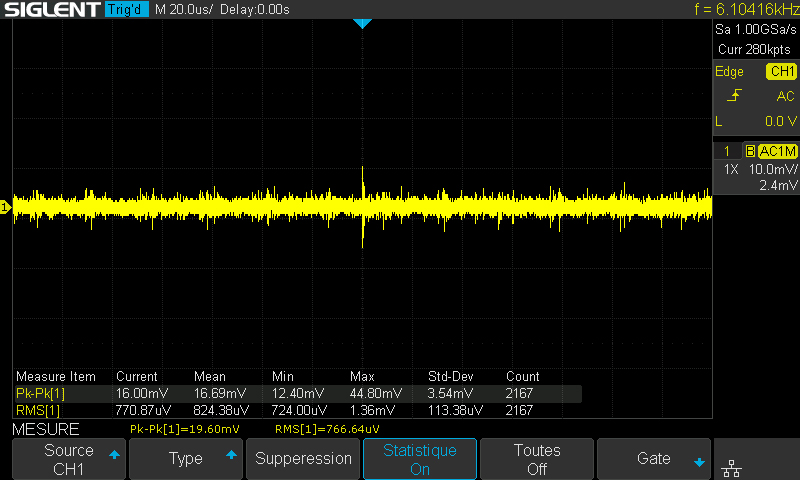 SIGLENT Trig'd M 20.0us/ Delay:0.00s f = 6.10416kHz
Sa 1.00GSa/s
Curr 280kpts
Edge CH1
AC
L 0.0 V
1 B AC1M
1X 10.0mV/
2.4mV
1
Measure Item Current Mean Min Max Std-Dev Count
Pk-Pk[1] 16.00mV 16.69mV 12.40mV 44.80mV 3.54mV 2167
RMS[1] 770.87uV 824.38uV 724.00uV 1.36mV 113.38uV 2167
MESURE Pk-Pk[1]=19.60mV RMS[1]=766.64uV
Source
CH1
Type
Supperession
Statistique
On
Toutes
Off
Gate